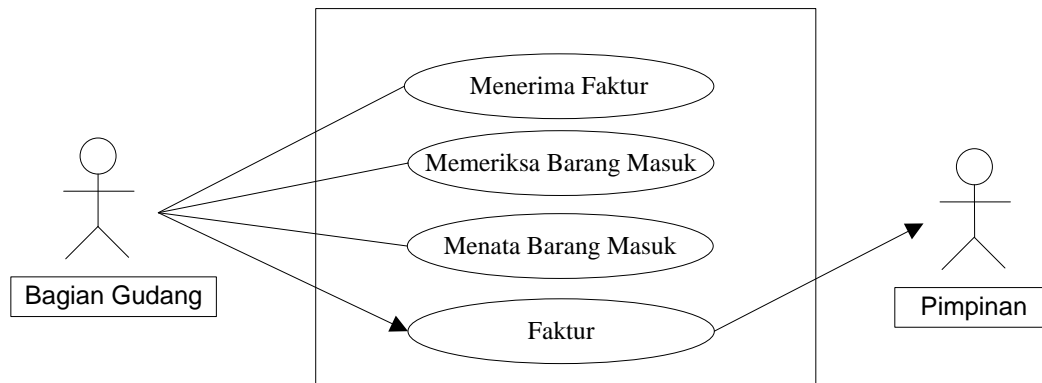 Menerima Faktur
Memeriksa Barang Masuk
Menata Barang Masuk
Bagian Gudang
Faktur
Pimpinan